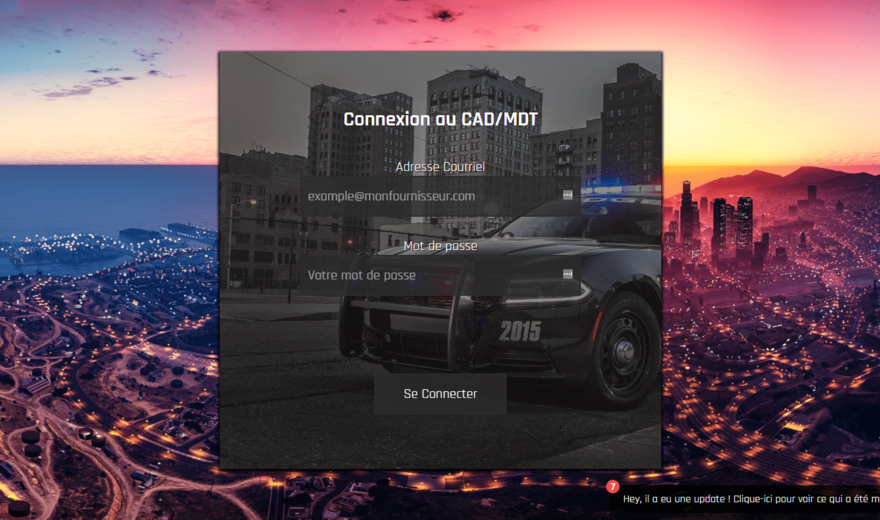 Connexion au CAD/MDT
Adresse Courriel
example@monfournisseur.com
Mot de passe
Votre mot de passe
2015
Se Connecter
7
Hey, il a eu une update ! Clique-ici pour voir ce qui a été m